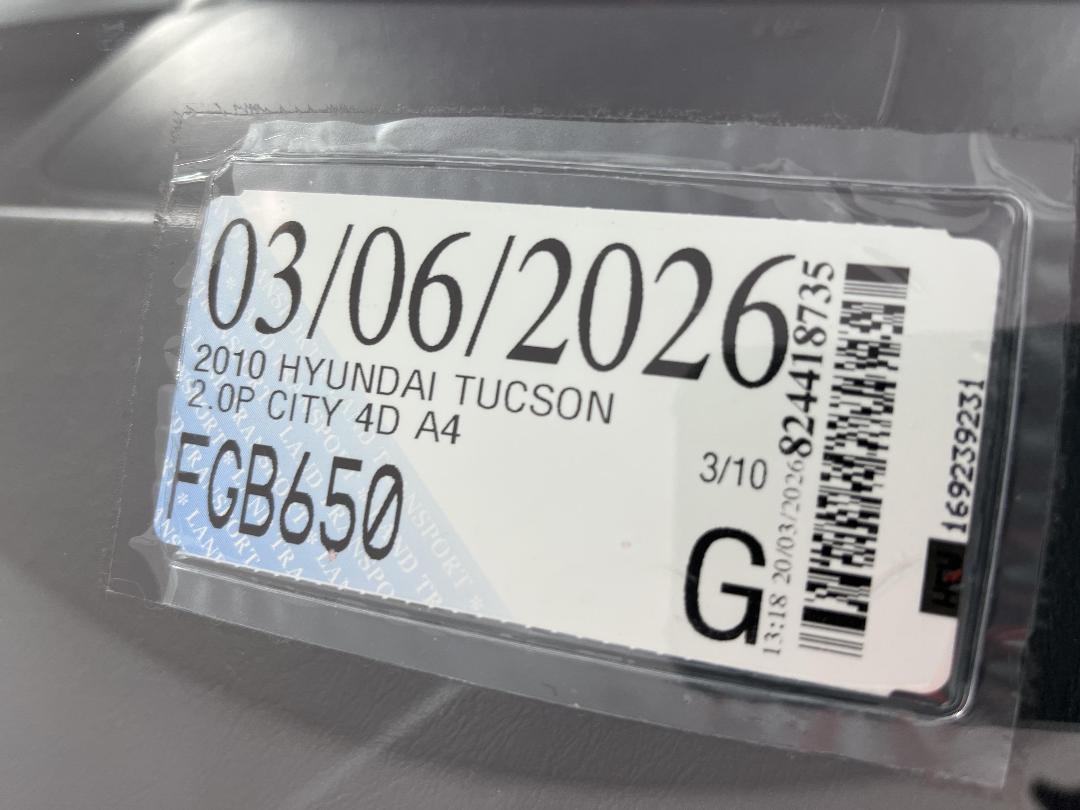 03/06/2026
2010 HYUNDAI TUCSON
2.0P CITY 4D A4
FGB650
3/10
G
13:18 20/03/2026
824418735
169239231